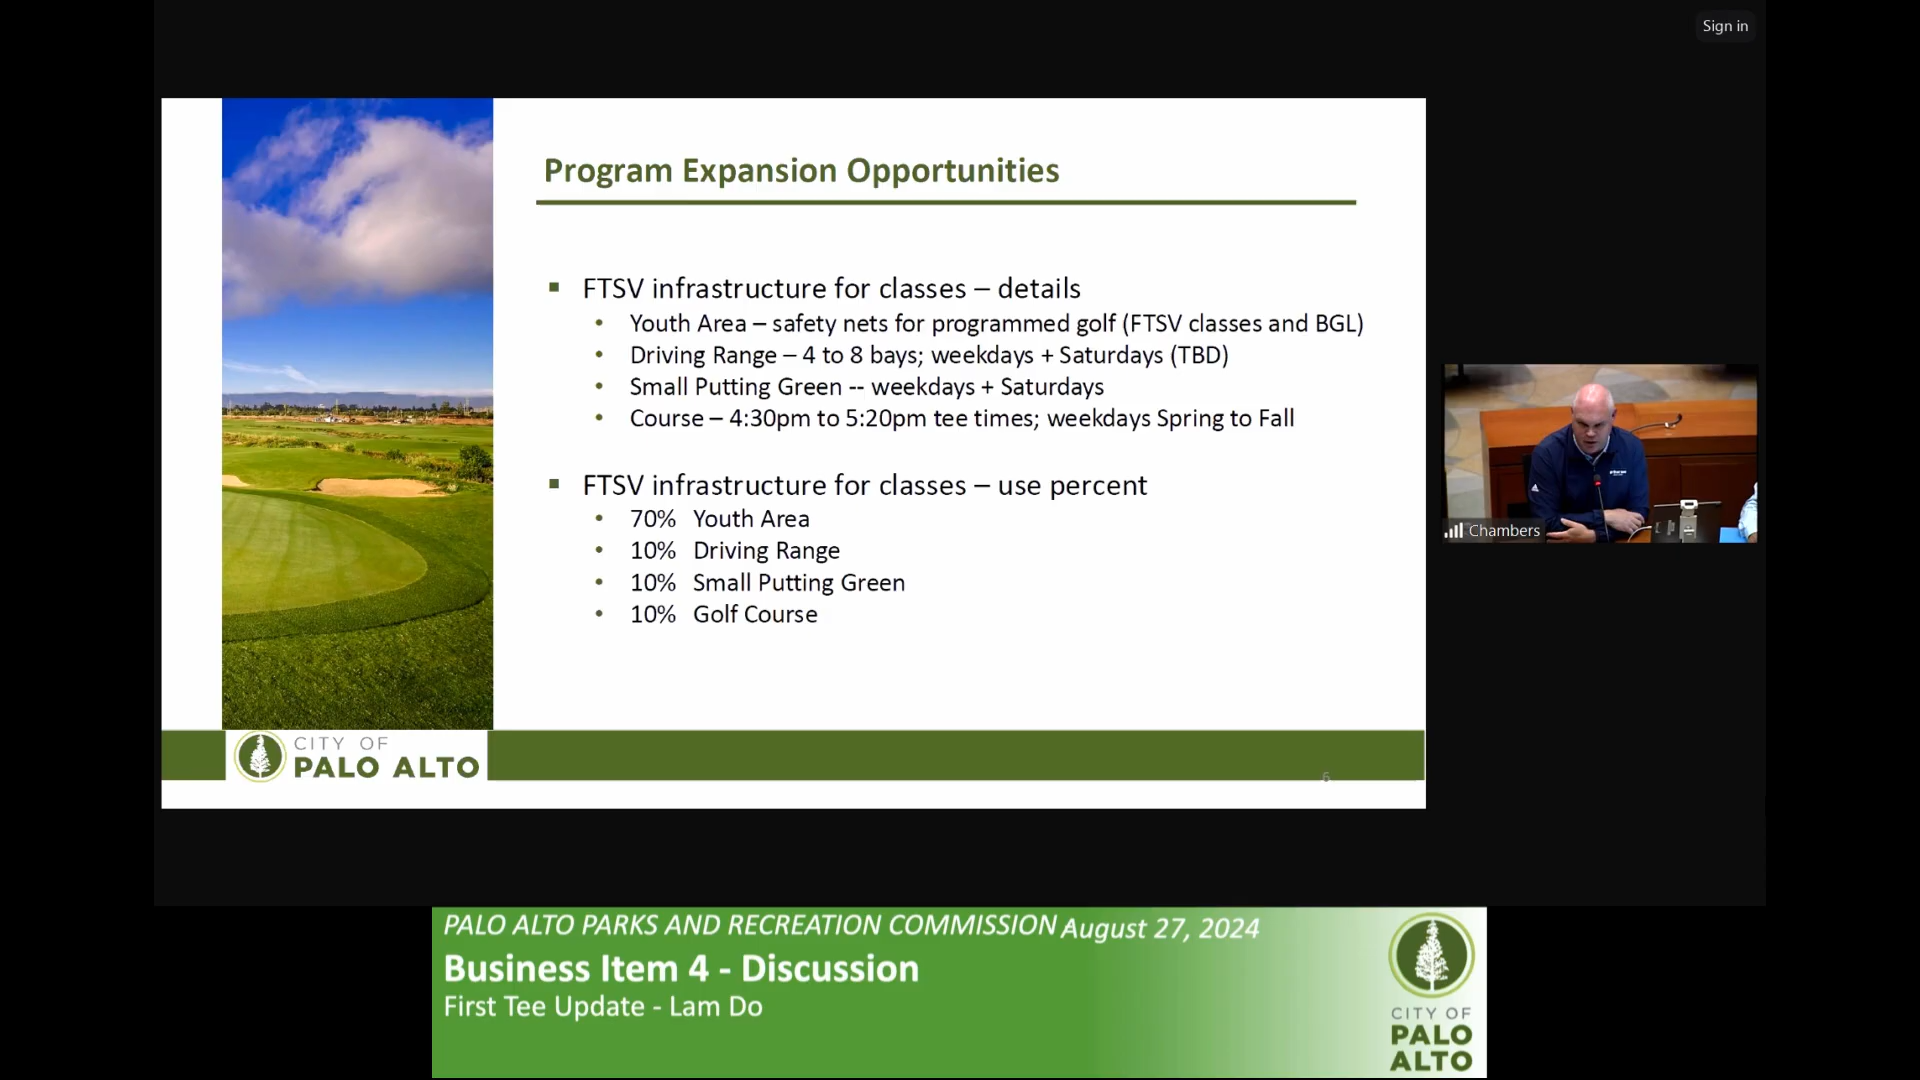 Sign in
Program Expansion Opportunities
FTSV infrastructure for classes – details
Youth Area – safety nets for programmed golf (FTSV classes and BGL)
Driving Range – 4 to 8 bays; weekdays + Saturdays (TBD)
Small Putting Green -- weekdays + Saturdays
Course – 4:30pm to 5:20pm tee times; weekdays Spring to Fall
FTSV infrastructure for classes – use percent
70% Youth Area
10% Driving Range
10% Small Putting Green
10% Golf Course
CITY OF
PALO ALTO
6
Chambers
PALO ALTO PARKS AND RECREATION COMMISSION August 27, 2024
Business Item 4 - Discussion
First Tee Update - Lam Do
CITY OF
PALO
ALTO